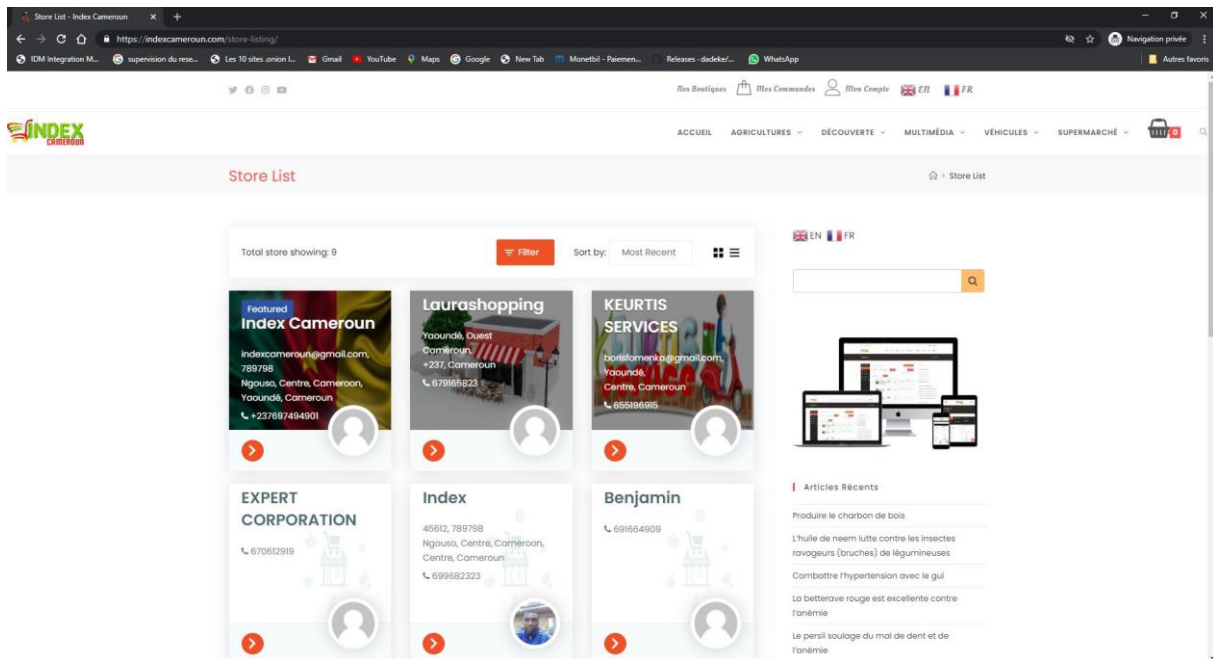 Store List - Index Cameroun
https://indexcameroun.com/store-listing/
Navigation privée
IDM Integration M...
supervision du rese...
Les 10 sites .onion l...
Gmail
YouTube
Maps
Google
New Tab
Monetbil - Paiemen...
Releases · dadeke/...
WhatsApp
Autres favoris
Nos Boutiques
Mes Commandes
Mon Compte
EN
FR
INDEX
CAMEROUN
ACCUEIL
AGRICULTURES
DÉCOUVERTE
MULTIMÉDIA
VÉHICULES
SUPERMARCHÉ
0
Store List
Store List
EN FR
Total store showing: 9
Filter
Sort by:
Most Recent
Featured
Index Cameroun
indexcameroun@gmail.com,
789798
Ngouso, Centre, Cameroon,
Yaoundé, Cameroun
+237697494901
Laurashopping
Yaoundé, Ouest
Cameroun,
+237, Cameroun
679165823
KEURTIS
SERVICES
borisfomenka@gmail.com,
Yaoundé,
Centre, Cameroun
655196915
EXPERT
CORPORATION
670612919
Index
45612, 789798
Ngouso, Centre, Cameroon,
Centre, Cameroun
699682323
Benjamin
691664909
Articles Récents
Produire le charbon de bois
L'huile de neem lutte contre les insectes
ravageurs (bruches) de légumineuses
Combattre l'hypertension avec le gui
La betterave rouge est excellente contre
l'anémie
Le persil soulage du mal de dent et de
l'anémie